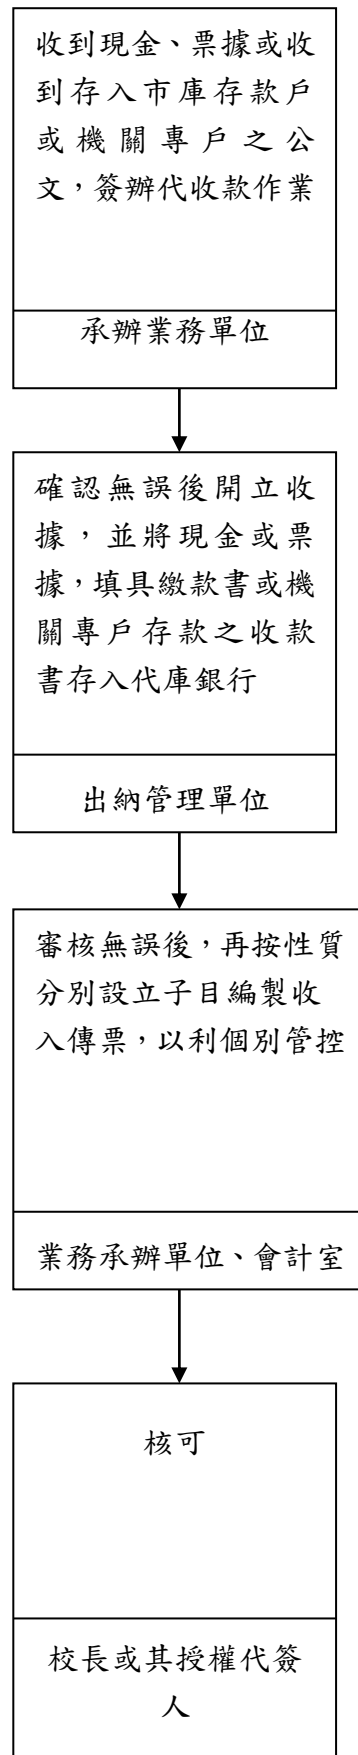 收到現金、票據或收
到存入市庫存款戶
或機關專戶之公
文，簽辦代收款作業
承辦業務單位
確認無誤後開立收
據，並將現金或票
據，填具繳款書或機
關專戶存款之收款
書存入代庫銀行
出納管理單位
審核無誤後，再按性質
分別設立子目編製收
入傳票，以利個別管控
業務承辦單位、會計室
核可
校長或其授權代簽
人